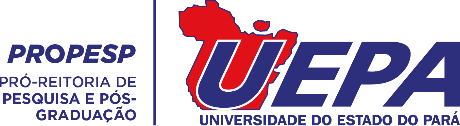 PROPESP
PRÓ-REITORIA DE
PESQUISA E PÓS-
GRADUAÇÃO
UEPA
UNIVERSIDADE DO ESTADO DO PARÁ